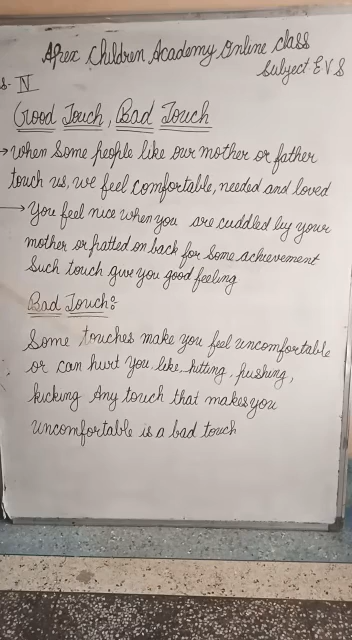 Apex Children Academy Online class
Subject EVS
s- IV
Good Touch, Bad Touch
→ When Some people like our mother or father
touch us, we feel comfortable, needed and loved
→ You feel nice when you are cuddled by your
mother or patted on back for Some achievement
Such touch give you good feeling
Bad Touch:
Some touches make you feel uncomfortable
or can hurt you, like, hitting, pushing,
kicking Any touch that makes you
uncomfortable is a bad touch